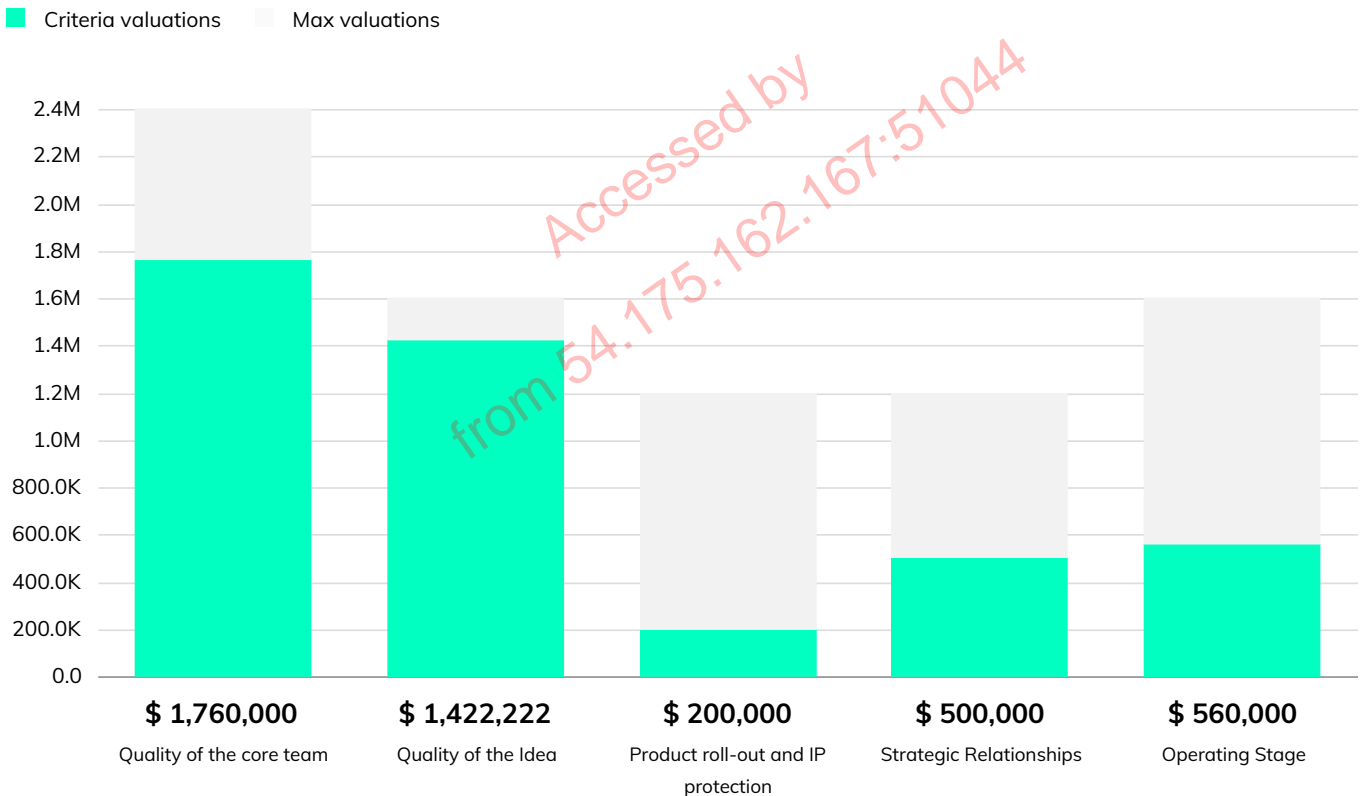 Criteria valuations Max valuations
Accessed by
from 54.175.162.167:51044
2.4M
2.2M
2.0M
1.8M
1.6M
1.4M
1.2M
1.0M
800.0K
600.0K
400.0K
200.0K
0.0
$ 1,760,000 $ 1,422,222 $ 200,000 $ 500,000 $ 560,000
Quality of the core team Quality of the Idea Product roll-out and IP Strategic Relationships Operating Stage
protection